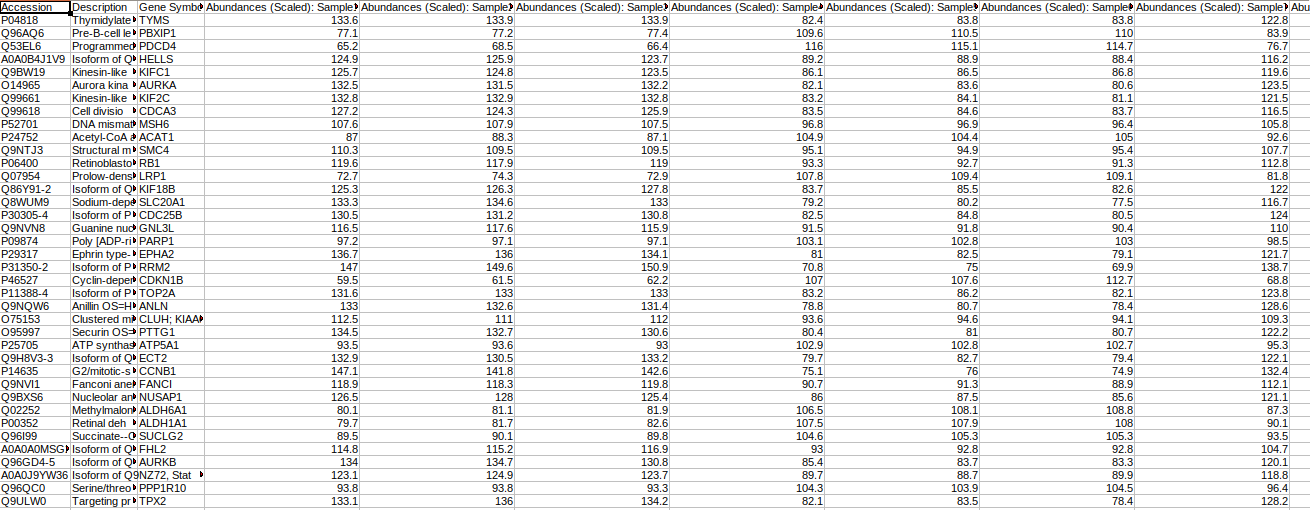 Accession Description Gene Symbo Abundances (Scaled): Sample Abundances (Scaled): Sample Abundances (Scaled): Sample Abundances (Scaled): Sample Abundances (Scaled): Sample Abundances (Scaled): Sample Abundances (Scaled): Sample Abu
P04818 Thymidylate TYMS 133.6 133.9 133.9 82.4 83.8 83.8 122.8
Q96AQ6 Pre-B-cell le PBXIP1 77.1 77.2 77.4 109.6 110.5 110 83.9
Q53EL6 Programmed PDCD4 65.2 68.5 66.4 116 115.1 114.7 76.7
A0A0B4J1V9 Isoform of Q HELLS 124.9 125.9 123.7 89.2 88.9 88.4 116.2
Q9BW19 Kinesin-like KIFC1 125.7 124.8 123.5 86.1 86.5 86.8 119.6
O14965 Aurora kina AURKA 132.5 131.5 132.2 82.1 83.6 80.6 123.5
Q99661 Kinesin-like KIF2C 132.8 132.9 132.8 83.2 84.1 81.1 121.5
Q99618 Cell divisio CDCA3 127.2 124.3 125.9 83.5 84.6 83.7 116.5
P52701 DNA mismat MSH6 107.6 107.9 107.5 96.8 96.9 96.4 105.8
P24752 Acetyl-CoA a ACAT1 87 88.3 87.1 104.9 104.4 105 92.6
Q9NTJ3 Structural m SMC4 110.3 109.5 109.5 95.1 94.9 95.4 107.7
P06400 Retinoblasto RB1 119.6 117.9 119 93.3 92.7 91.3 112.8
Q07954 Prolow-dens LRP1 72.7 74.3 72.9 107.8 109.4 109.1 81.8
Q86Y91-2 Isoform of Q KIF18B 125.3 126.3 127.8 83.7 85.5 82.6 122
Q8WUM9 Sodium-depe SLC20A1 133.3 134.6 133 79.2 80.2 77.5 116.7
P30305-4 Isoform of P CDC25B 130.5 131.2 130.8 82.5 84.8 80.5 124
Q9NVN8 Guanine nuc GNL3L 116.5 117.6 115.9 91.5 91.8 90.4 110
P09874 Poly [ADP-ri PARP1 97.2 97.1 97.1 103.1 102.8 103 98.5
P29317 Ephrin type- EPHA2 136.7 136 134.1 81 82.5 79.1 121.7
P31350-2 Isoform of P RRM2 147 149.6 150.9 70.8 75 69.9 138.7
P46527 Cyclin-depen CDKN1B 59.5 61.5 62.2 107 107.6 112.7 68.8
P11388-4 Isoform of P TOP2A 131.6 133 133 83.2 86.2 82.1 123.8
Q9NQW6 Anillin OS=H ANLN 133 132.6 131.4 78.8 80.7 78.4 128.6
O75153 Clustered mi CLUH; KIAA 112.5 111 112 93.6 94.6 94.1 109.3
O95997 Securin OS= PTTG1 134.5 132.7 130.6 80.4 81 80.7 122.2
P25705 ATP synthas ATP5A1 93.5 93.6 93 102.9 102.8 102.7 95.3
Q9H8V3-3 Isoform of Q ECT2 132.9 130.5 133.2 79.7 82.7 79.4 122.1
P14635 G2/mitotic-s CCNB1 147.1 141.8 142.6 75.1 76 74.9 132.4
Q9NVI1 Fanconi ane FANCI 118.9 118.3 119.8 90.7 91.3 88.9 112.1
Q9BXS6 Nucleolar an NUSAP1 126.5 128 125.4 86 87.5 85.6 121.1
Q02252 Methylmalon ALDH6A1 80.1 81.1 81.9 106.5 108.1 108.8 87.3
P00352 Retinal deh ALDH1A1 79.7 81.7 82.6 107.5 107.9 108 90.1
Q96I99 Succinate--C SUCLG2 89.5 90.1 89.8 104.6 105.3 105.3 93.5
A0A0A0MSG Isoform of Q FHL2 114.8 115.2 116.9 93 92.8 92.8 104.7
Q96GD4-5 Isoform of Q AURKB 134 134.7 130.8 85.4 83.7 83.3 120.1
A0A0J9YW36 Isoform of Q9NZ72, Stat 123.1 124.9 123.7 89.7 88.7 89.9 118.8
Q96QC0 Serine/threo PPP1R10 93.8 93.8 93.3 104.3 103.9 104.5 96.4
Q9ULW0 Targeting pr TPX2 133.1 136 134.2 82.1 83.5 78.4 128.2